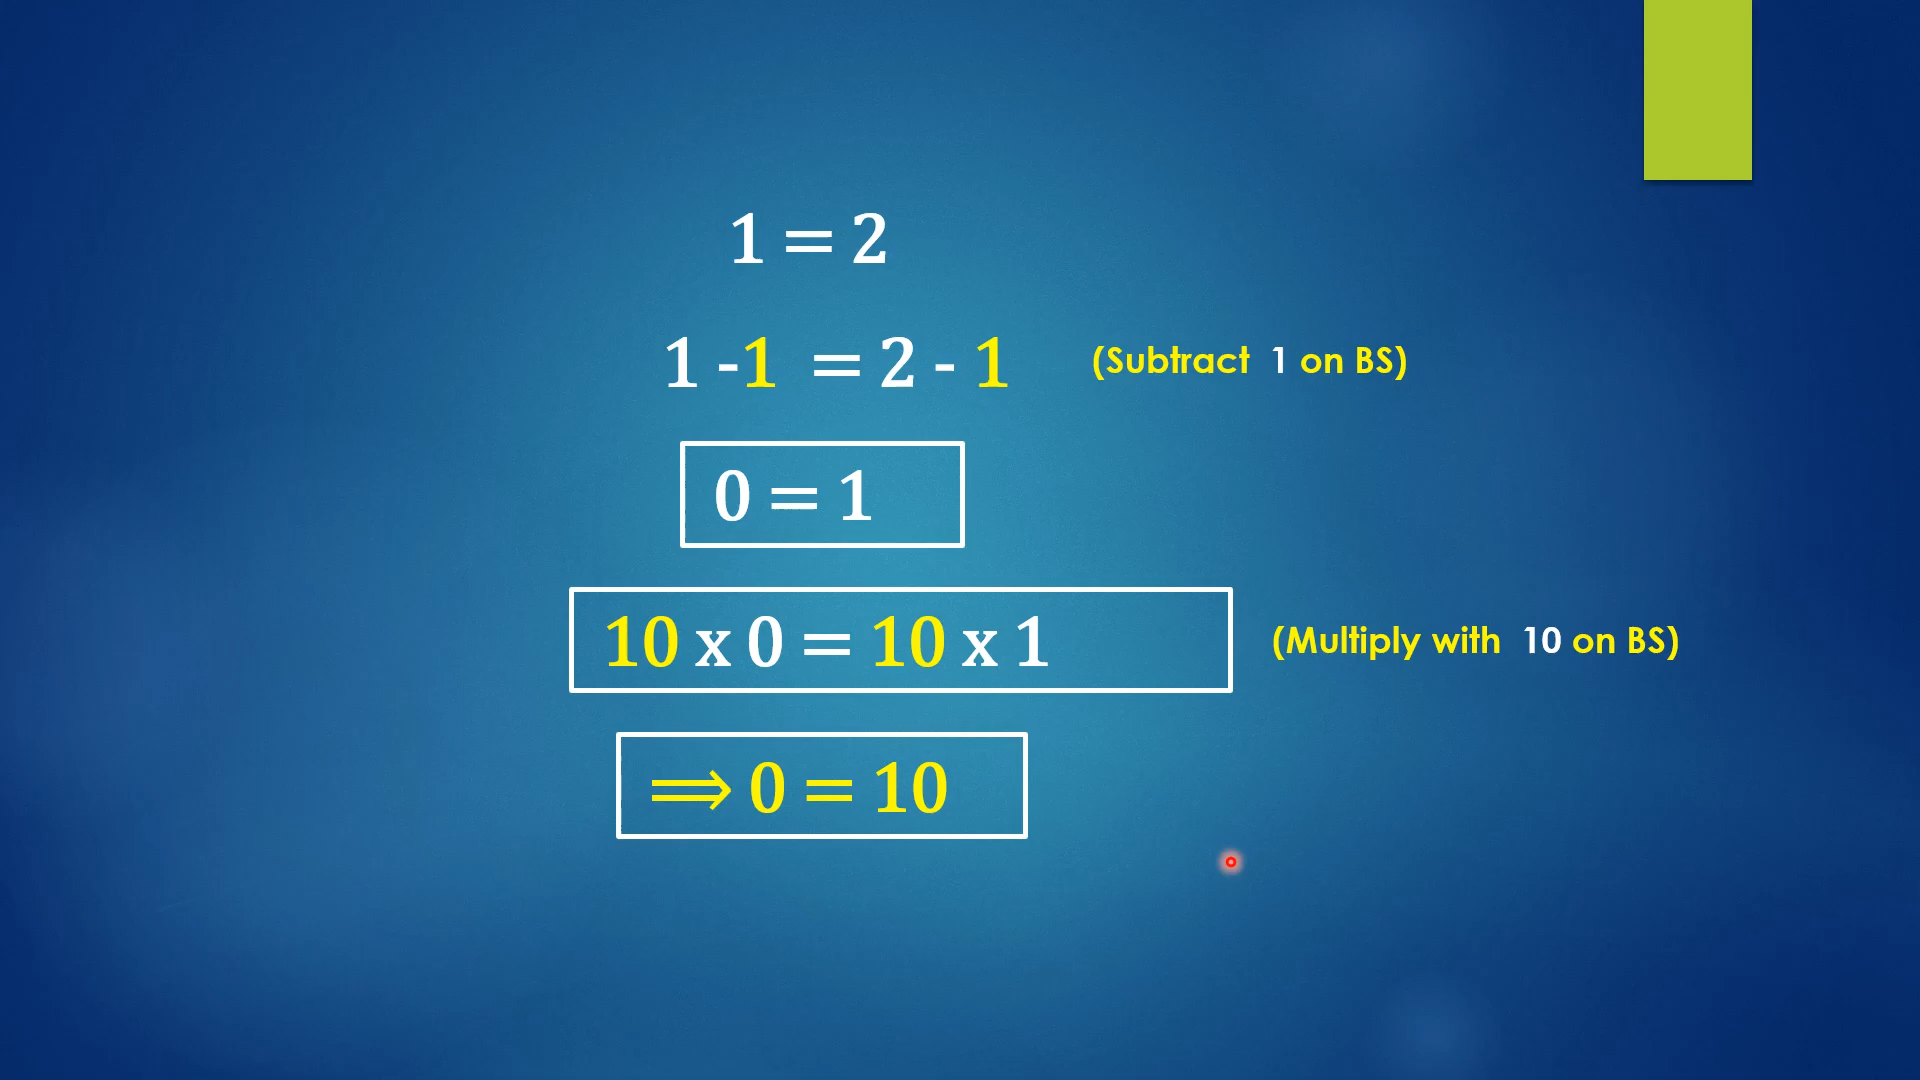 1 = 2
1 -1 = 2 - 1 (Subtract 1 on BS)
0 = 1
10 x 0 = 10 x 1 (Multiply with 10 on BS)
⟹ 0 = 10